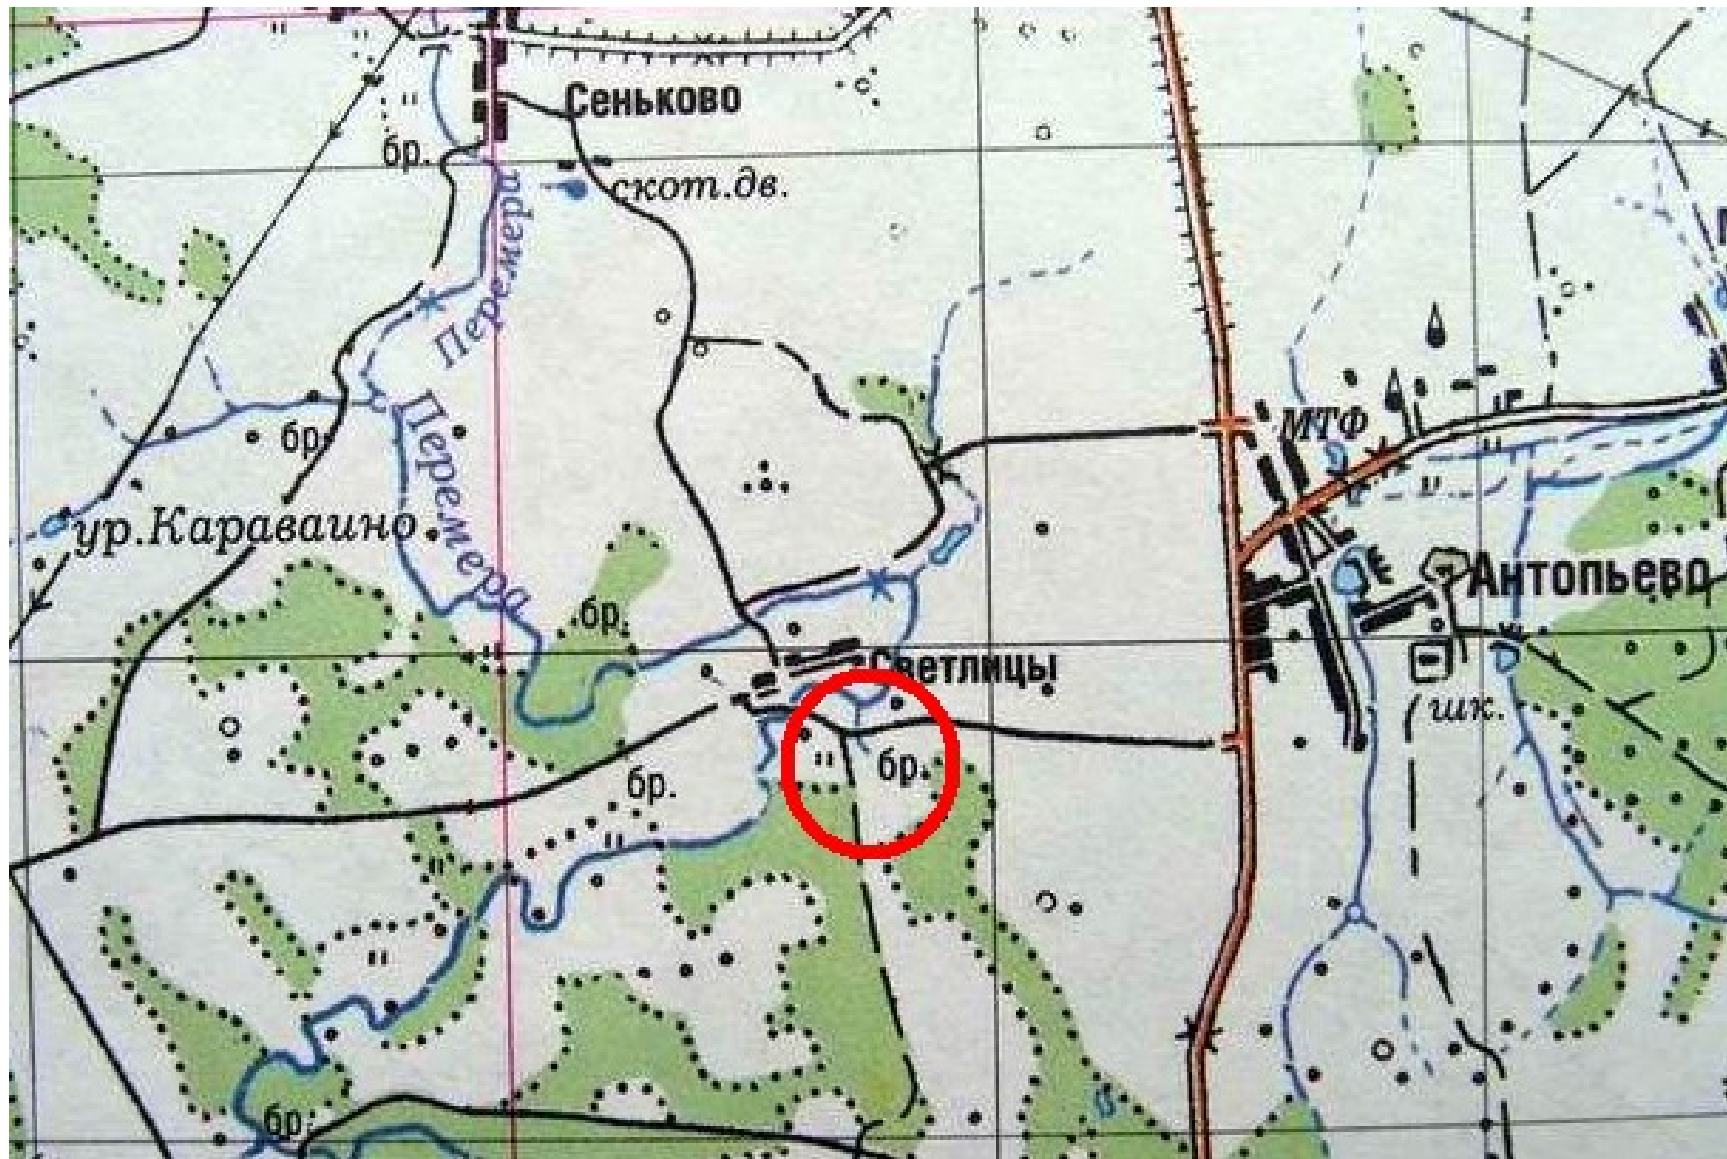 Сеньково
бр.
скот.дв.
Перемера
Перемера
МТФ
бр.
ур.Караваино
Перемера
Антопьево
бр.
Светлицы
шк.
бр.
бр.
бр.